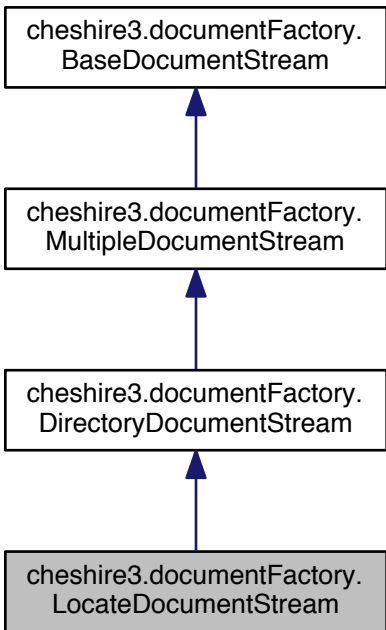 cheshire3.documentFactory.
BaseDocumentStream
cheshire3.documentFactory.
MultipleDocumentStream
cheshire3.documentFactory.
DirectoryDocumentStream
cheshire3.documentFactory.
LocateDocumentStream